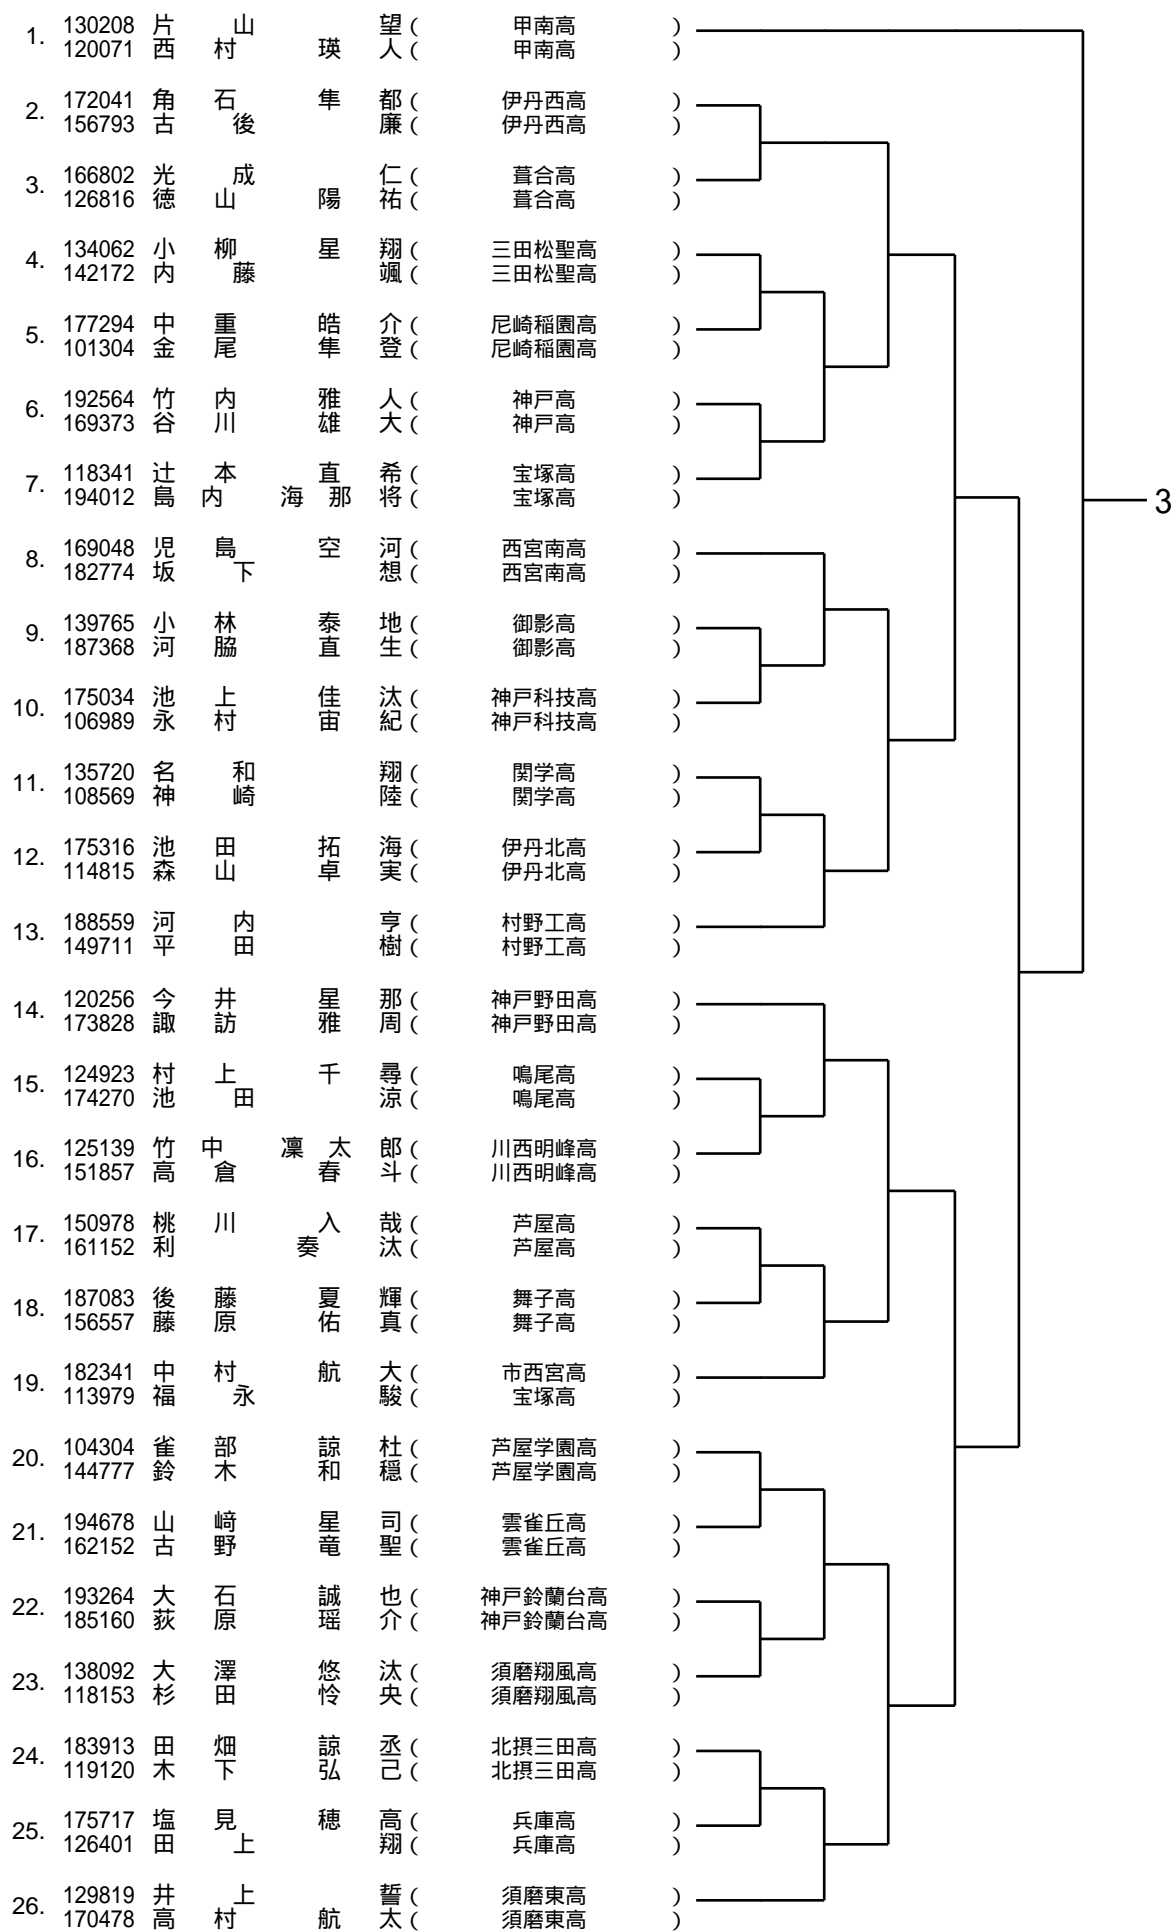 1. 130208 片山 望 ( 甲南高 )
120071 西村 瑛人 ( 甲南高 )
2. 172041 角石 隼都 ( 伊丹西高 )
156793 古後 廉 ( 伊丹西高 )
3. 166802 光成 仁 ( 葺合高 )
126816 徳山 陽祐 ( 葺合高 )
4. 134062 小柳 星翔 ( 三田松聖高 )
142172 内藤 颯 ( 三田松聖高 )
5. 177294 中重 皓介 ( 尼崎稲園高 )
101304 金尾 隼登 ( 尼崎稲園高 )
6. 192564 竹内 雅人 ( 神戸高 )
169373 谷川 雄大 ( 神戸高 )
7. 118341 辻本 直希 ( 宝塚高 )
194012 島内 海那将 ( 宝塚高 )
3
8. 169048 児島 空河 ( 西宮南高 )
182774 坂下 想 ( 西宮南高 )
9. 139765 小林 泰地 ( 御影高 )
187368 河脇 直生 ( 御影高 )
10. 175034 池上 佳汰 ( 神戸科技高 )
106989 永村 宙紀 ( 神戸科技高 )
11. 135720 名和 翔 ( 関学高 )
108569 神崎 陸 ( 関学高 )
12. 175316 池田 拓海 ( 伊丹北高 )
114815 森山 卓実 ( 伊丹北高 )
13. 188559 河内 亨 ( 村野工高 )
149711 平田 樹 ( 村野工高 )
14. 120256 今井 星那 ( 神戸野田高 )
173828 諏訪 雅周 ( 神戸野田高 )
15. 124923 村上 千尋 ( 鳴尾高 )
174270 池田 涼 ( 鳴尾高 )
16. 125139 竹中 凜太郎 ( 川西明峰高 )
151857 高倉 春斗 ( 川西明峰高 )
17. 150978 桃川 入哉 ( 芦屋高 )
161152 利 奏汰 ( 芦屋高 )
18. 187083 後藤 夏輝 ( 舞子高 )
156557 藤原 佑真 ( 舞子高 )
19. 182341 中村 航大 ( 市西宮高 )
113979 福永 駿 ( 宝塚高 )
20. 104304 雀部 諒杜 ( 芦屋学園高 )
144777 鈴木 和穏 ( 芦屋学園高 )
21. 194678 山﨑 星司 ( 雲雀丘高 )
162152 古野 竜聖 ( 雲雀丘高 )
22. 193264 大石 誠也 ( 神戸鈴蘭台高 )
185160 荻原 瑶介 ( 神戸鈴蘭台高 )
23. 138092 大澤 悠汰 ( 須磨翔風高 )
118153 杉田 怜央 ( 須磨翔風高 )
24. 183913 田畑 諒丞 ( 北摂三田高 )
119120 木下 弘己 ( 北摂三田高 )
25. 175717 塩見 穂高 ( 兵庫高 )
126401 田上 翔 ( 兵庫高 )
26. 129819 井上 誓 ( 須磨東高 )
170478 高村 航太 ( 須磨東高 )